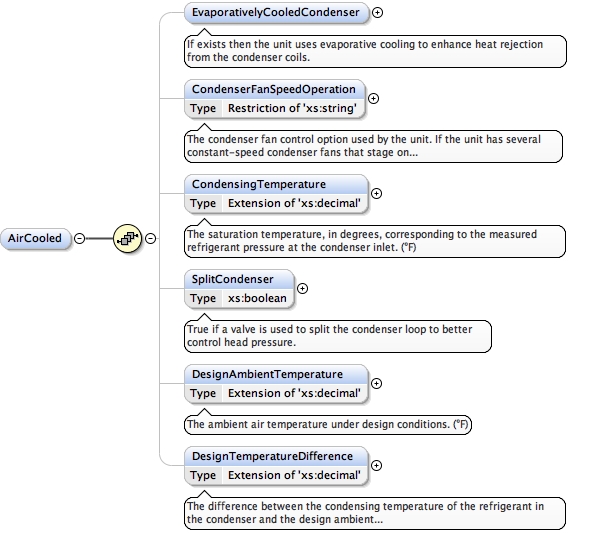 EvaporativelyCooledCondenser
If exists then the unit uses evaporative cooling to enhance heat rejection
from the condenser coils.
CondenserFanSpeedOperation
Type Restriction of 'xs:string'
The condenser fan control option used by the unit. If the unit has several
constant-speed condenser fans that stage on...
CondensingTemperature
Type Extension of 'xs:decimal'
The saturation temperature, in degrees, corresponding to the measured
refrigerant pressure at the condenser inlet. (°F)
AirCooled
SplitCondenser
Type xs:boolean
True if a valve is used to split the condenser loop to better
control head pressure.
DesignAmbientTemperature
Type Extension of 'xs:decimal'
The ambient air temperature under design conditions. (°F)
DesignTemperatureDifference
Type Extension of 'xs:decimal'
The difference between the condensing temperature of the refrigerant in
the condenser and the design ambient...